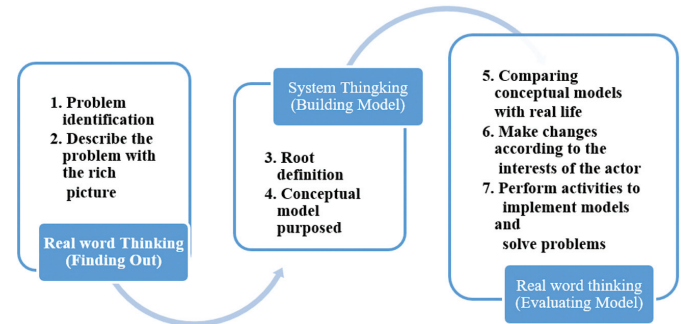 1. Problem
identification
2. Describe the
problem with
the rich
picture
Real word Thinking
(Finding Out)
System Thingking
(Building Model)
3. Root
definition
4. Conceptual
model
purposed
5. Comparing
conceptual models
with real life
6. Make changes
according to the
interests of the actor
7. Perform activities to
implement models
and
solve problems
Real word thinking
(Evaluating Model)